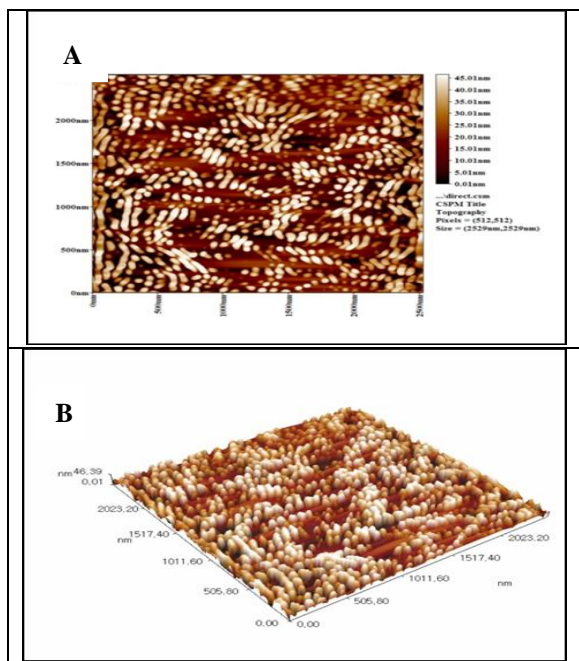 A
2000nm
1500nm
1000nm
500nm
0nm
0nm
500nm
1000nm
1500nm
2000nm
2500nm
45.01nm
40.01nm
35.01nm
30.01nm
25.01nm
20.01nm
15.01nm
10.01nm
5.01nm
0.01nm
...\direct.csm
CSPM Title
Topography
Pixels = (512,512)
Size = (2529nm,2529nm)
B
nm 46.39
0,01
2023,20
1517,40
nm
1011,60
505,80
0,00
0,00
505,80
1011,60
nm
1517,40
2023,20